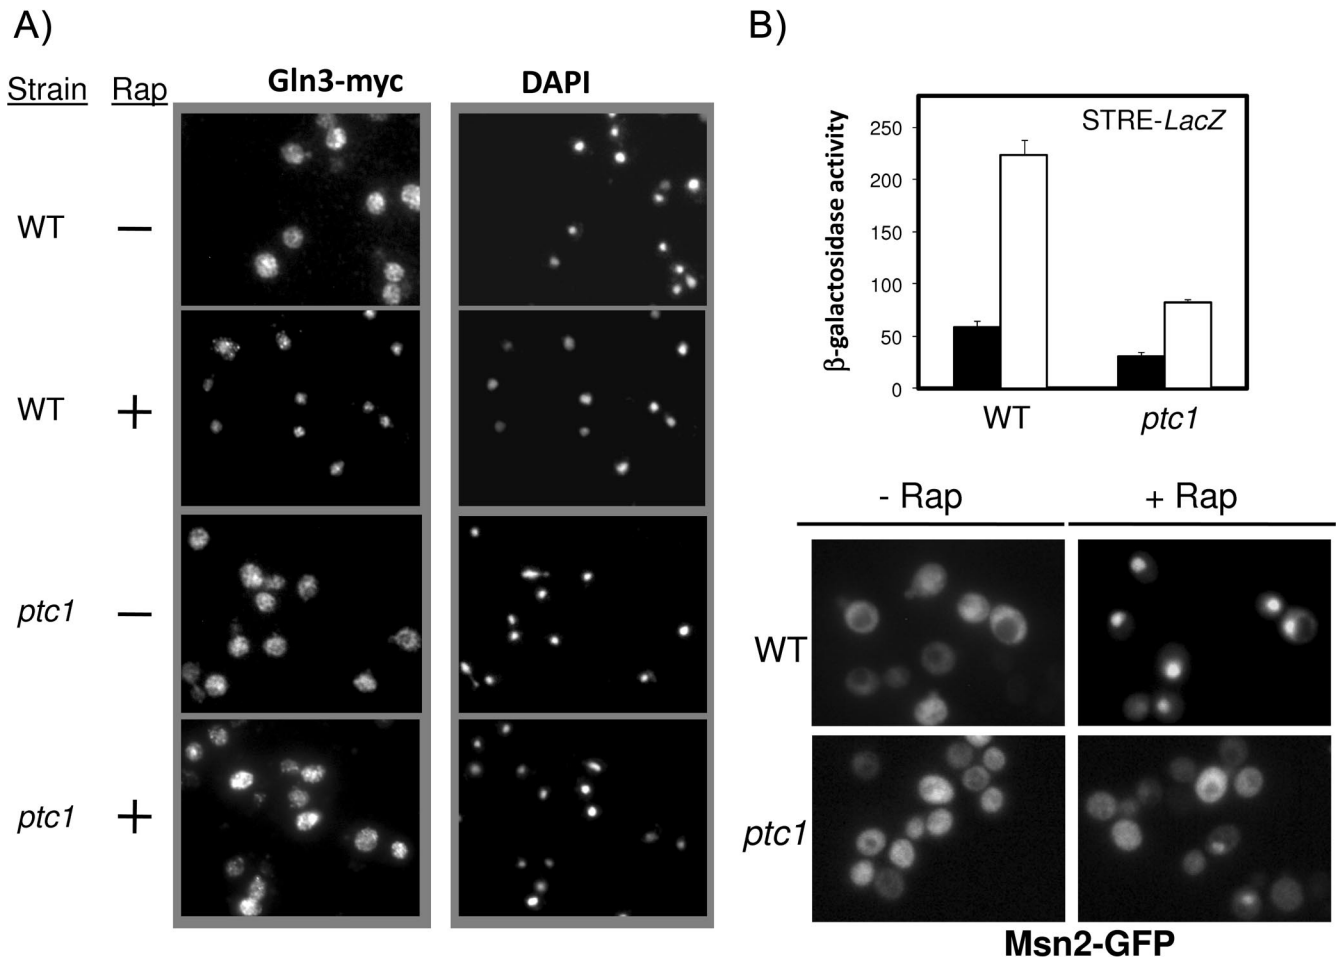 A)
Strain Rap
Gln3-myc
DAPI
WT −
WT +
ptc1 −
ptc1 +
B)
STRE-LacZ
β-galactosidase activity
250
200
150
100
50
0
WT
ptc1
- Rap
+ Rap
WT
ptc1
Msn2-GFP